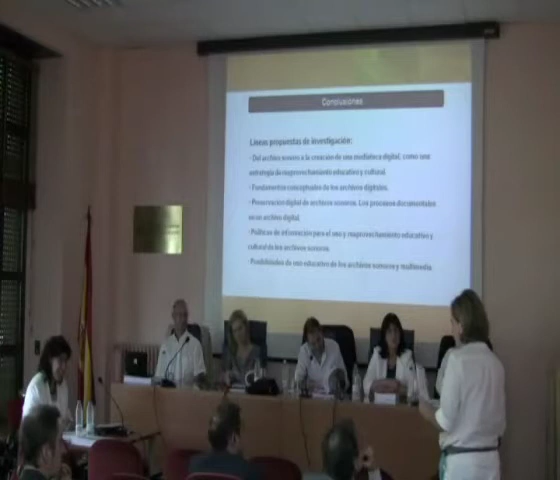 Conclusiones
Líneas propuestas de investigación:
- Del archivo sonoro a la creación de una mediateca digital, como una
estrategia de reaprovechamiento educativo y cultural.
- Fundamentos conceptuales de los archivos digitales.
- Preservación digital de archivos sonoros. Los procesos documentales
en un archivo digital.
- Políticas de información para el uso y reaprovechamiento educativo y
cultural de los archivos sonoros.
- Posibilidades de uso educativo de los archivos sonoros y multimedia.